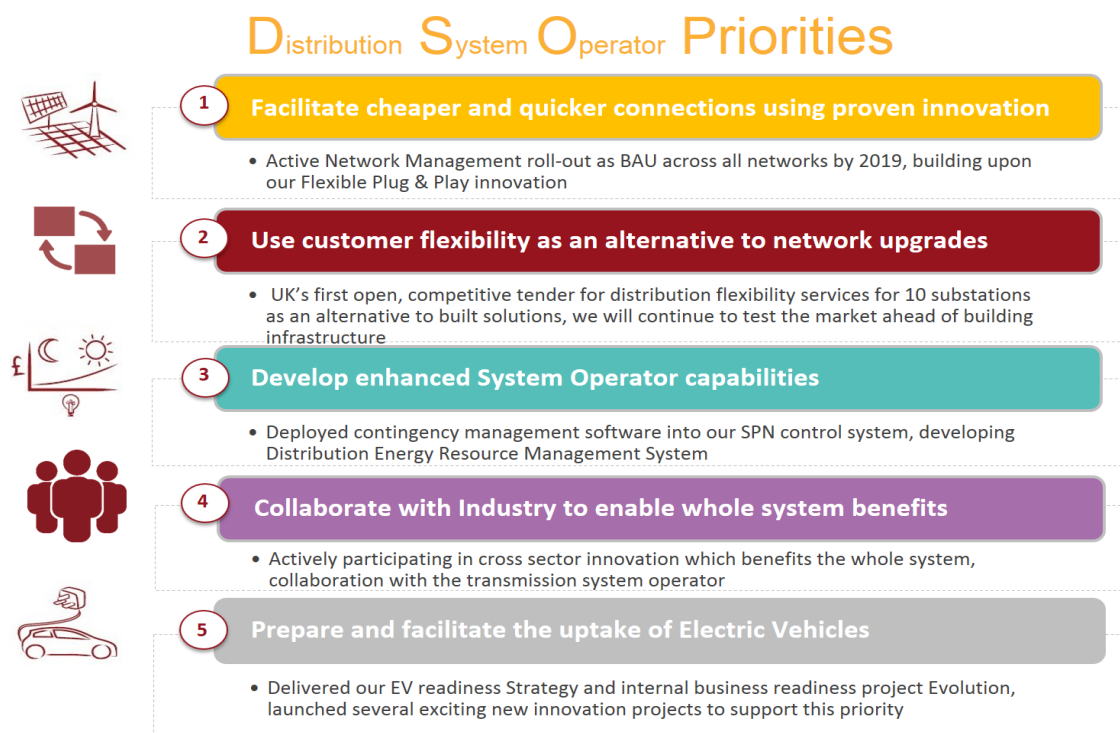 Distribution System Operator Priorities
1 Facilitate cheaper and quicker connections using proven innovation
• Active Network Management roll-out as BAU across all networks by 2019, building upon
our Flexible Plug & Play innovation
2 Use customer flexibility as an alternative to network upgrades
• UK's first open, competitive tender for distribution flexibility services for 10 substations
as an alternative to built solutions, we will continue to test the market ahead of building
infrastructure
£
3 Develop enhanced System Operator capabilities
• Deployed contingency management software into our SPN control system, developing
Distribution Energy Resource Management System
4 Collaborate with Industry to enable whole system benefits
• Actively participating in cross sector innovation which benefits the whole system,
collaboration with the transmission system operator
5 Prepare and facilitate the uptake of Electric Vehicles
• Delivered our EV readiness Strategy and internal business readiness project Evolution,
launched several exciting new innovation projects to support this priority